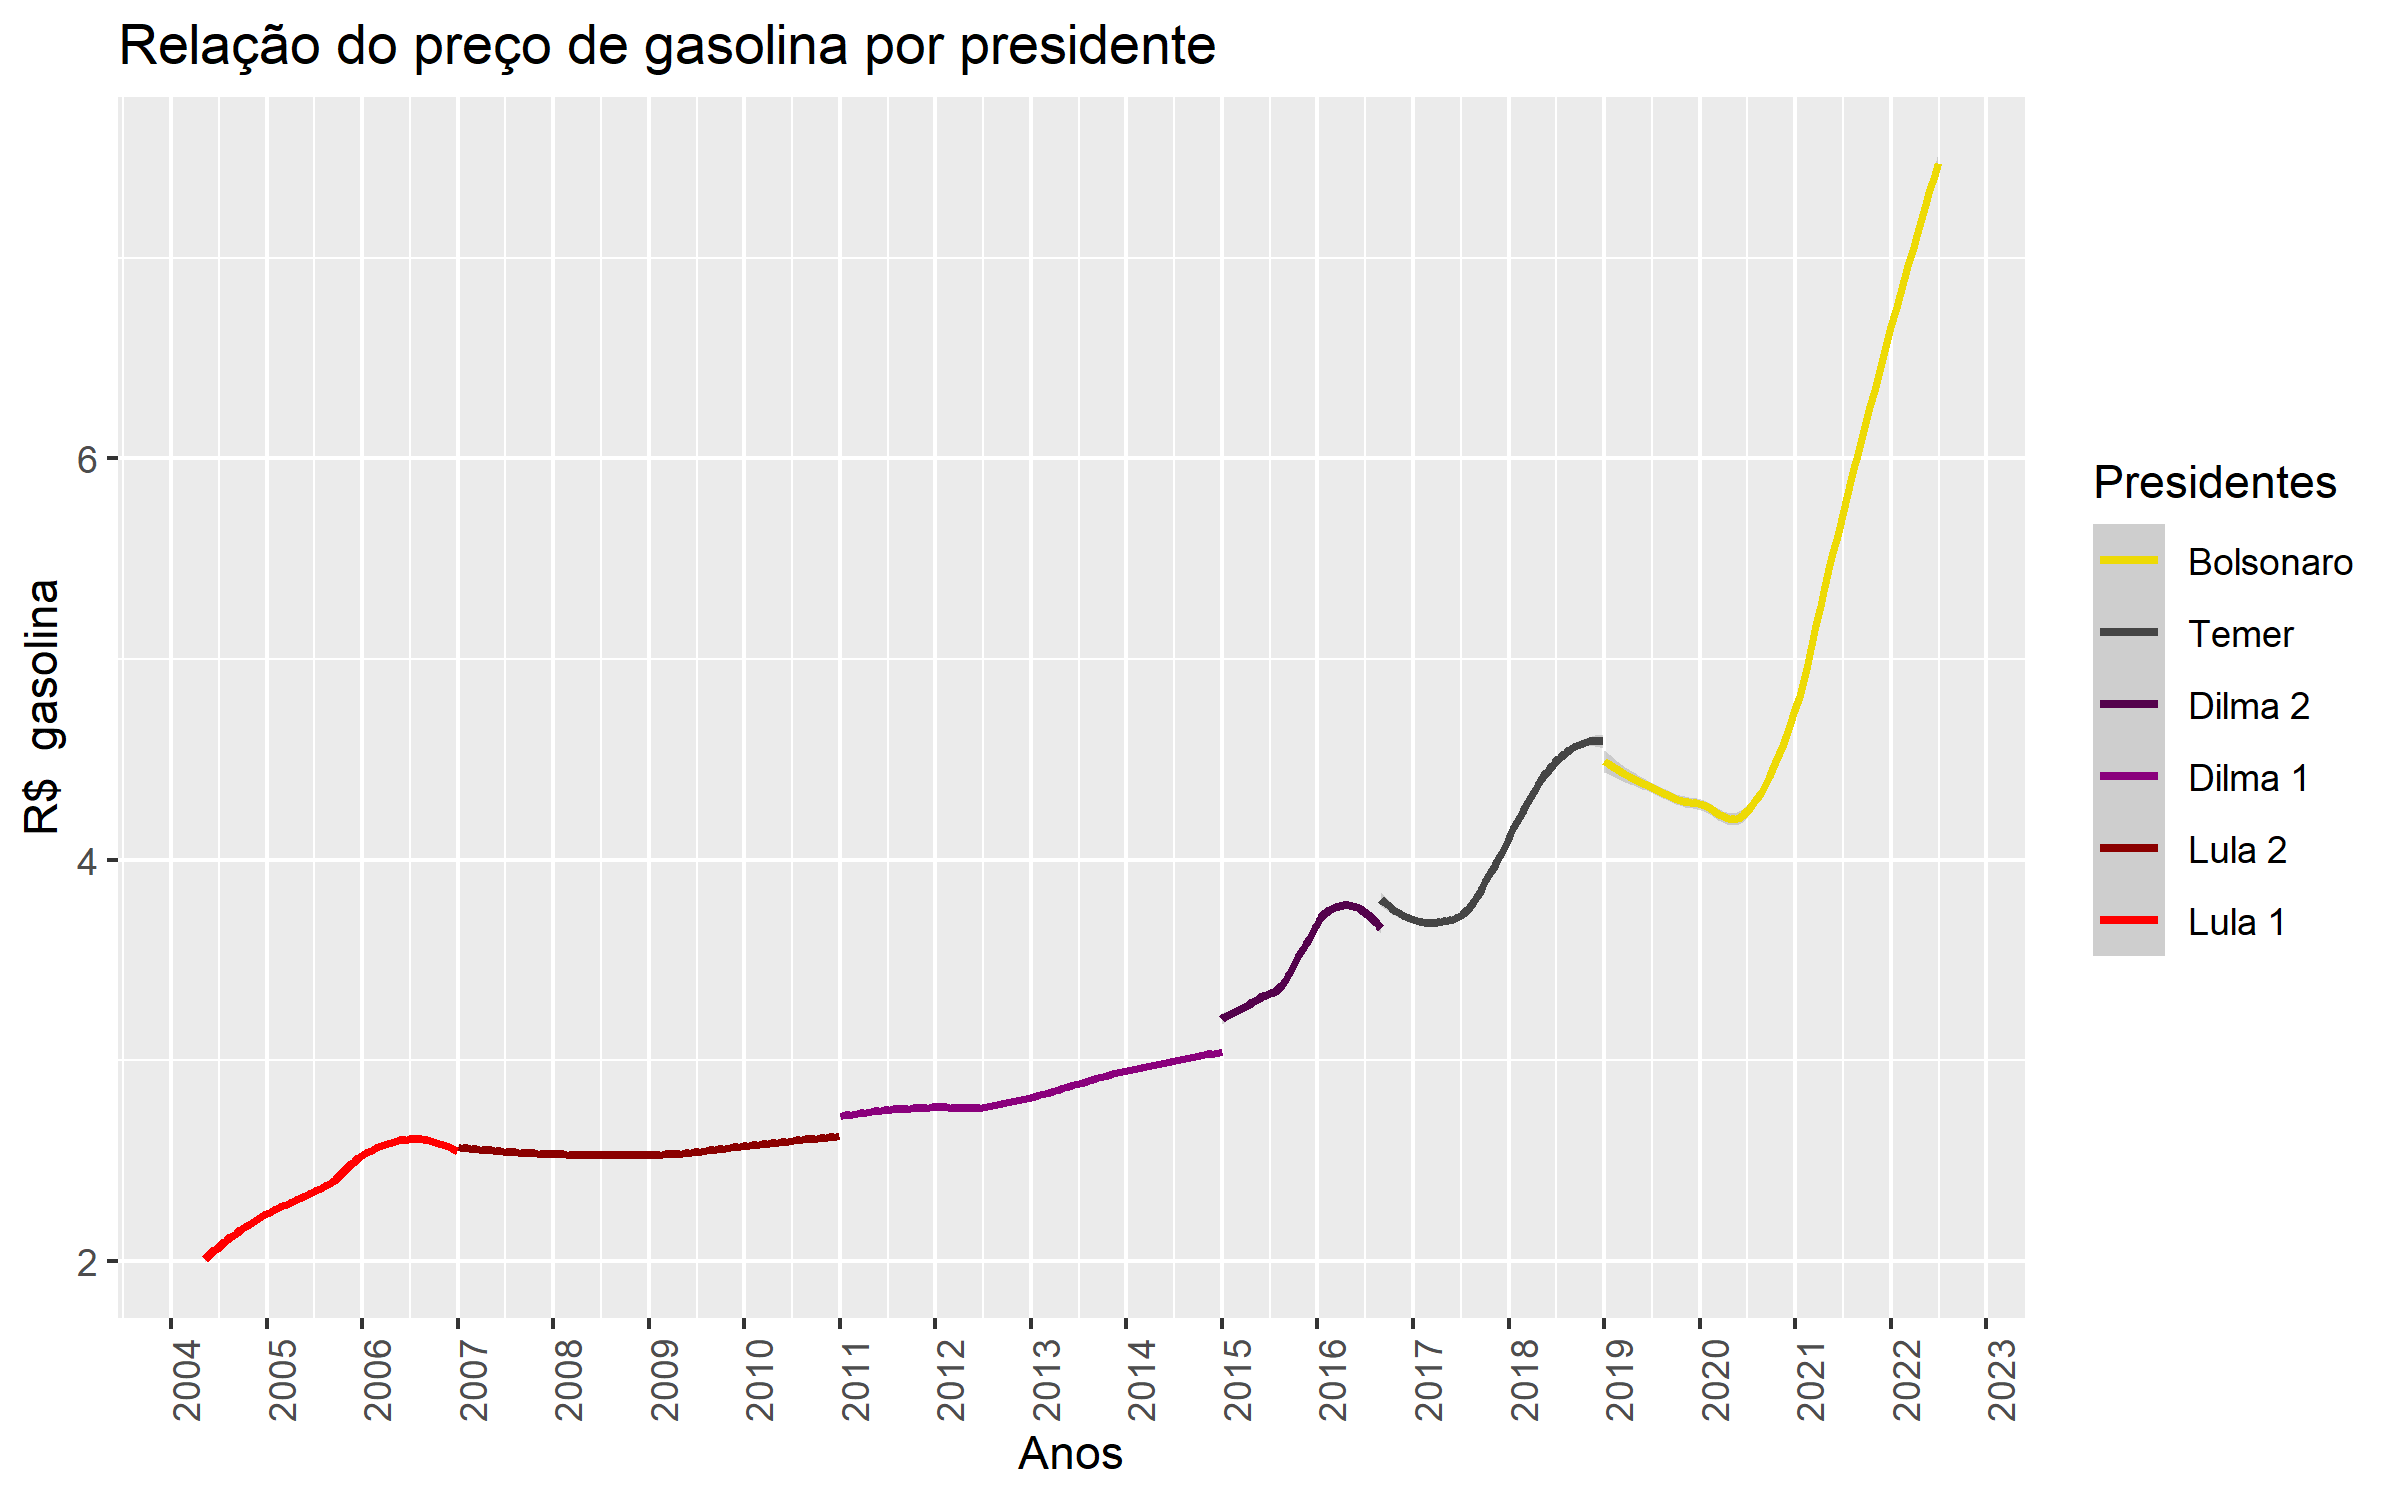 Relação do preço de gasolina por presidente
R$ gasolina
6
4
2
2004
2005
2006
2007
2008
2009
2010
2011
2012
2013
2014
2015
2016
2017
2018
2019
2020
2021
2022
2023
Anos
Presidentes
Bolsonaro
Temer
Dilma 2
Dilma 1
Lula 2
Lula 1